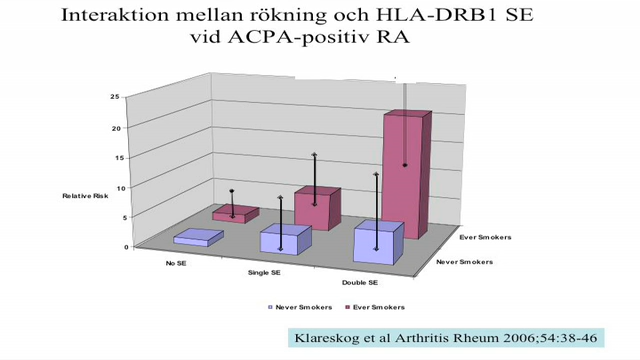 Interaktion mellan rökning och HLA-DRB1 SE
vid ACPA-positiv RA
25
20
15
10
5
0
Relative Risk
No SE
Single SE
Double SE
Ever Smokers
Never Smokers
Never Smokers Ever Smokers
Klareskog et al Arthritis Rheum 2006;54:38-46